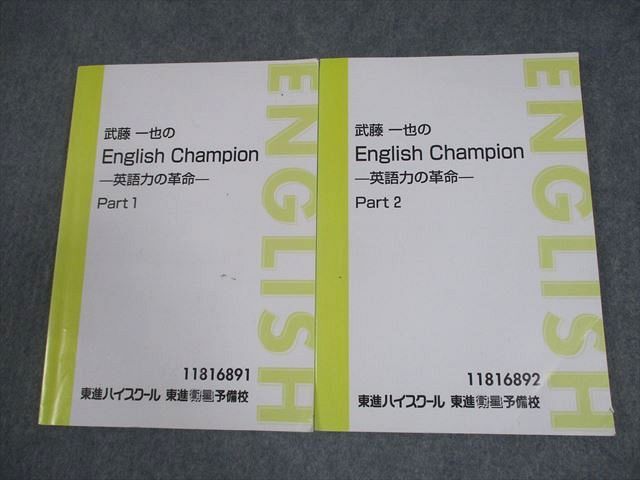 武藤 一也の
English Champion
―英語力の革命―
Part 1
ENGLISH
11816891
東進ハイスクール 東進衛星予備校
武藤 一也の
English Champion
―英語力の革命―
Part 2
ENGLISH
11816892
東進ハイスクール 東進衛星予備校